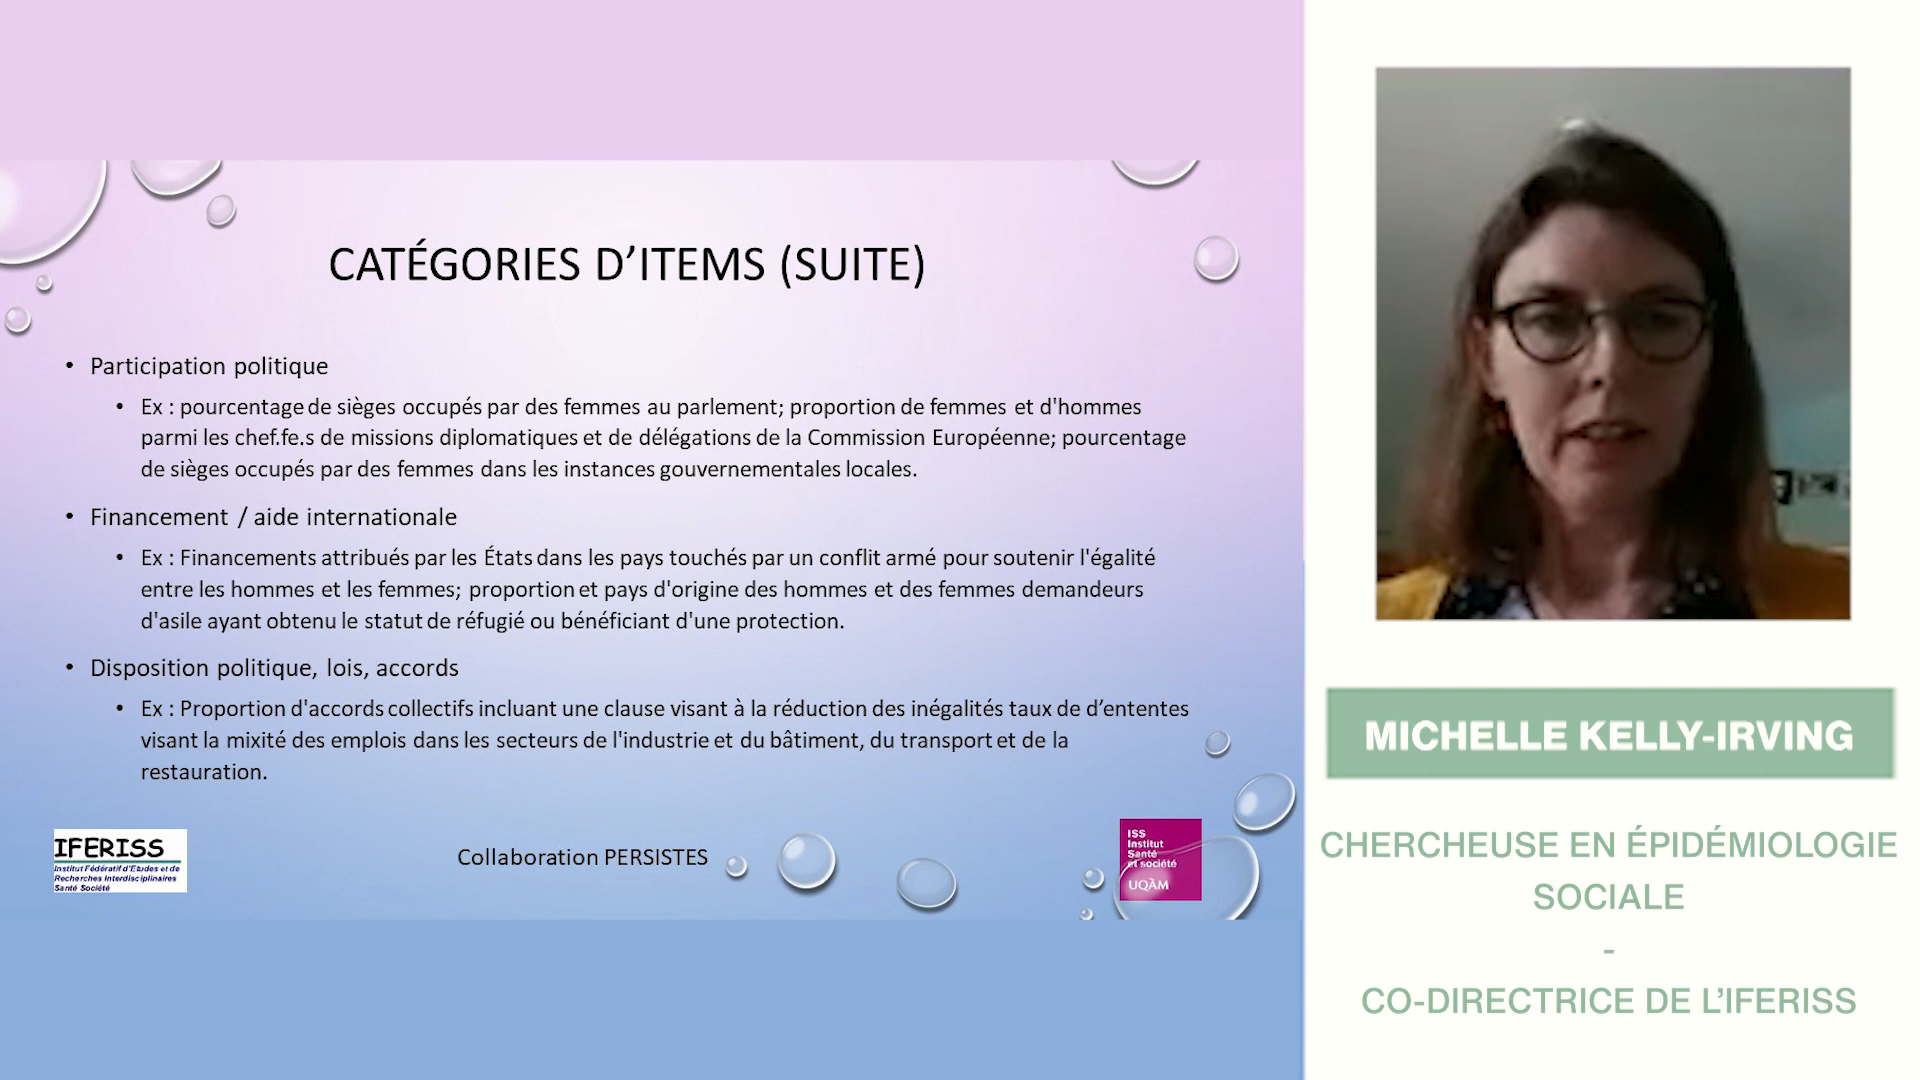 CATÉGORIES D’ITEMS (SUITE)
• Participation politique
• Ex : pourcentage de sièges occupés par des femmes au parlement; proportion de femmes et d'hommes
parmi les chef.fe.s de missions diplomatiques et de délégations de la Commission Européenne; pourcentage
de sièges occupés par des femmes dans les instances gouvernementales locales.
• Financement / aide internationale
• Ex : Financements attribués par les États dans les pays touchés par un conflit armé pour soutenir l'égalité
entre les hommes et les femmes; proportion et pays d'origine des hommes et des femmes demandeurs
d'asile ayant obtenu le statut de réfugié ou bénéficiant d'une protection.
• Disposition politique, lois, accords
• Ex : Proportion d'accords collectifs incluant une clause visant à la réduction des inégalités taux de d’ententes
visant la mixité des emplois dans les secteurs de l'industrie et du bâtiment, du transport et de la
restauration.
IFERISS
Institut Fédératif d'Etudes et de
Recherches Interdisciplinaires
Santé Société
Collaboration PERSISTES
ISS
Institut
Santé
et société
UQÀM
MICHELLE KELLY-IRVING
CHERCHEUSE EN ÉPIDÉMIOLOGIE
SOCIALE
-
CO-DIRECTRICE DE L’IFERISS